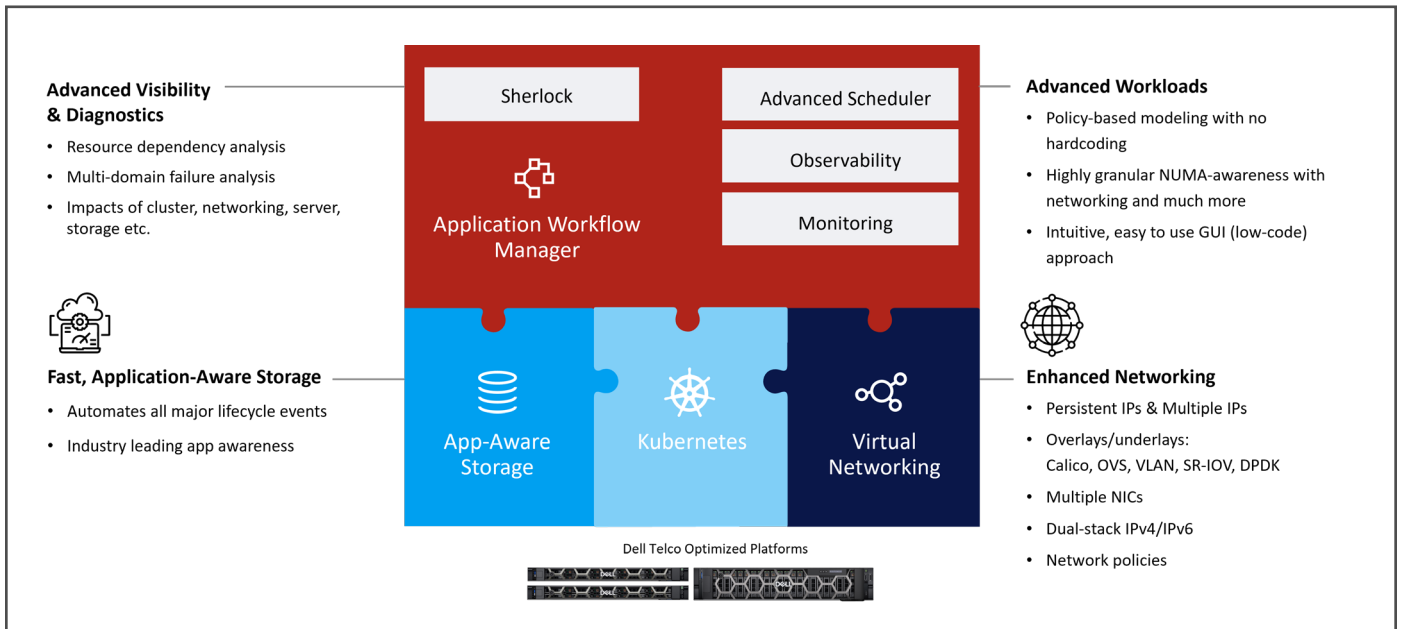 Advanced Visibility
& Diagnostics
• Resource dependency analysis
• Multi-domain failure analysis
• Impacts of cluster, networking, server,
storage etc.
Fast, Application-Aware Storage
• Automates all major lifecycle events
• Industry leading app awareness
Sherlock
Application Workflow
Manager
Advanced Scheduler
Observability
Monitoring
App-Aware
Storage
Kubernetes
Virtual
Networking
Dell Telco Optimized Platforms
DELL
DELL
DELL
Advanced Workloads
• Policy-based modeling with no
hardcoding
• Highly granular NUMA-awareness with
networking and much more
• Intuitive, easy to use GUI (low-code)
approach
Enhanced Networking
• Persistent IPs & Multiple IPs
• Overlays/underlays:
Calico, OVS, VLAN, SR-IOV, DPDK
• Multiple NICs
• Dual-stack IPv4/IPv6
• Network policies